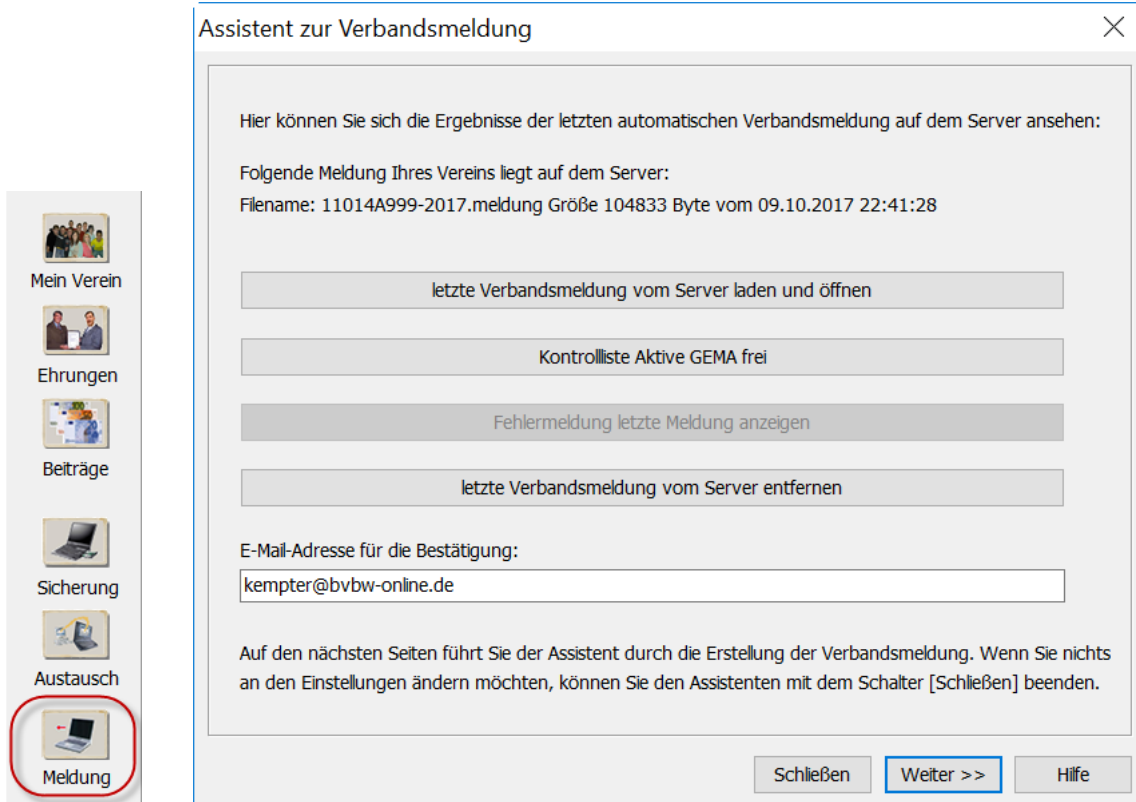 Assistent zur Verbandsmeldung
Hier können Sie sich die Ergebnisse der letzten automatischen Verbandsmeldung auf dem Server ansehen:
Folgende Meldung Ihres Vereins liegt auf dem Server:
Filename: 11014A999-2017.meldung Größe 104833 Byte vom 09.10.2017 22:41:28
letzte Verbandsmeldung vom Server laden und öffnen
Kontrollliste Aktive GEMA frei
Fehlermeldung letzte Meldung anzeigen
letzte Verbandsmeldung vom Server entfernen
E-Mail-Adresse für die Bestätigung:
kempter@bvbw-online.de
Auf den nächsten Seiten führt Sie der Assistent durch die Erstellung der Verbandsmeldung. Wenn Sie nichts
an den Einstellungen ändern möchten, können Sie den Assistenten mit dem Schalter [Schließen] beenden.
Schließen
Weiter >>
Hilfe
Mein Verein
Ehrungen
Beiträge
Sicherung
Austausch
Meldung